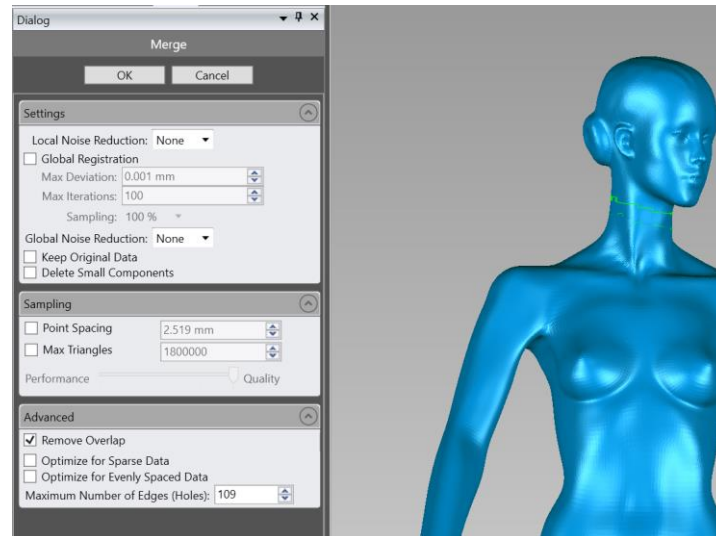 Dialog
Merge
OK Cancel
Settings
Local Noise Reduction: None
Global Registration
Max Deviation: 0.001 mm
Max Iterations: 100
Sampling: 100 %
Global Noise Reduction: None
Keep Original Data
Delete Small Components
Sampling
Point Spacing 2.519 mm
Max Triangles 1800000
Performance Quality
Advanced
Remove Overlap
Optimize for Sparse Data
Optimize for Evenly Spaced Data
Maximum Number of Edges (Holes): 109